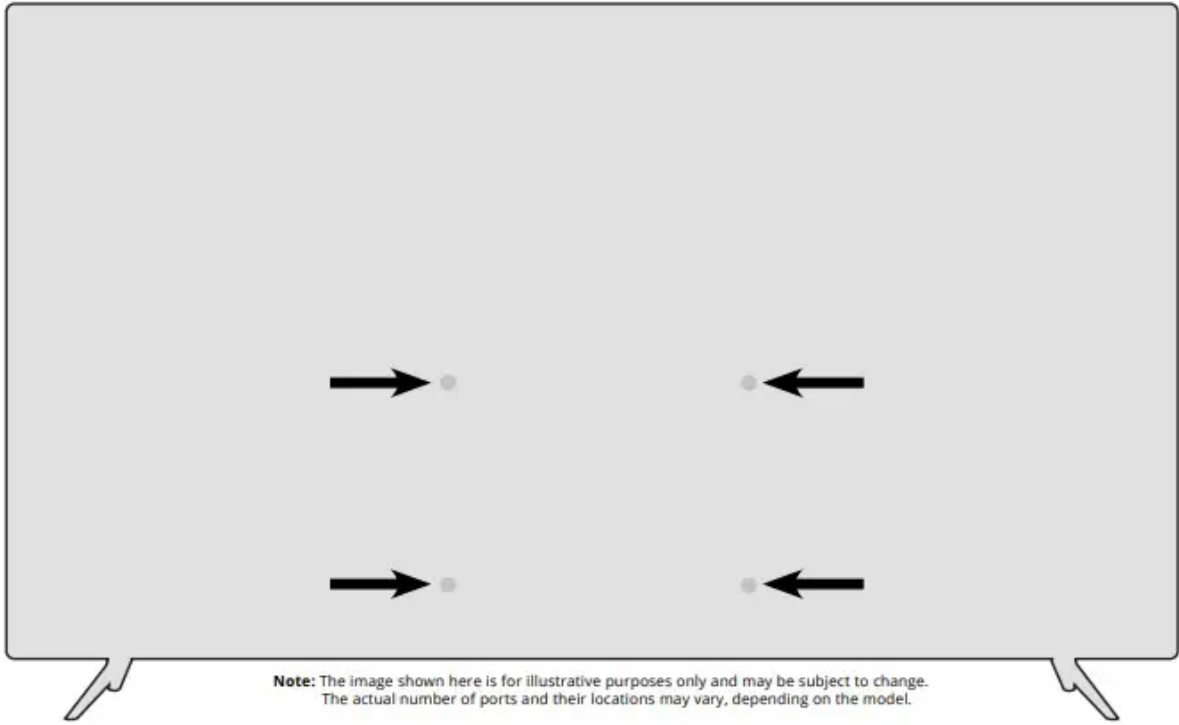 Note: The image shown here is for illustrative purposes only and may be subject to change.
The actual number of ports and their locations may vary, depending on the model.